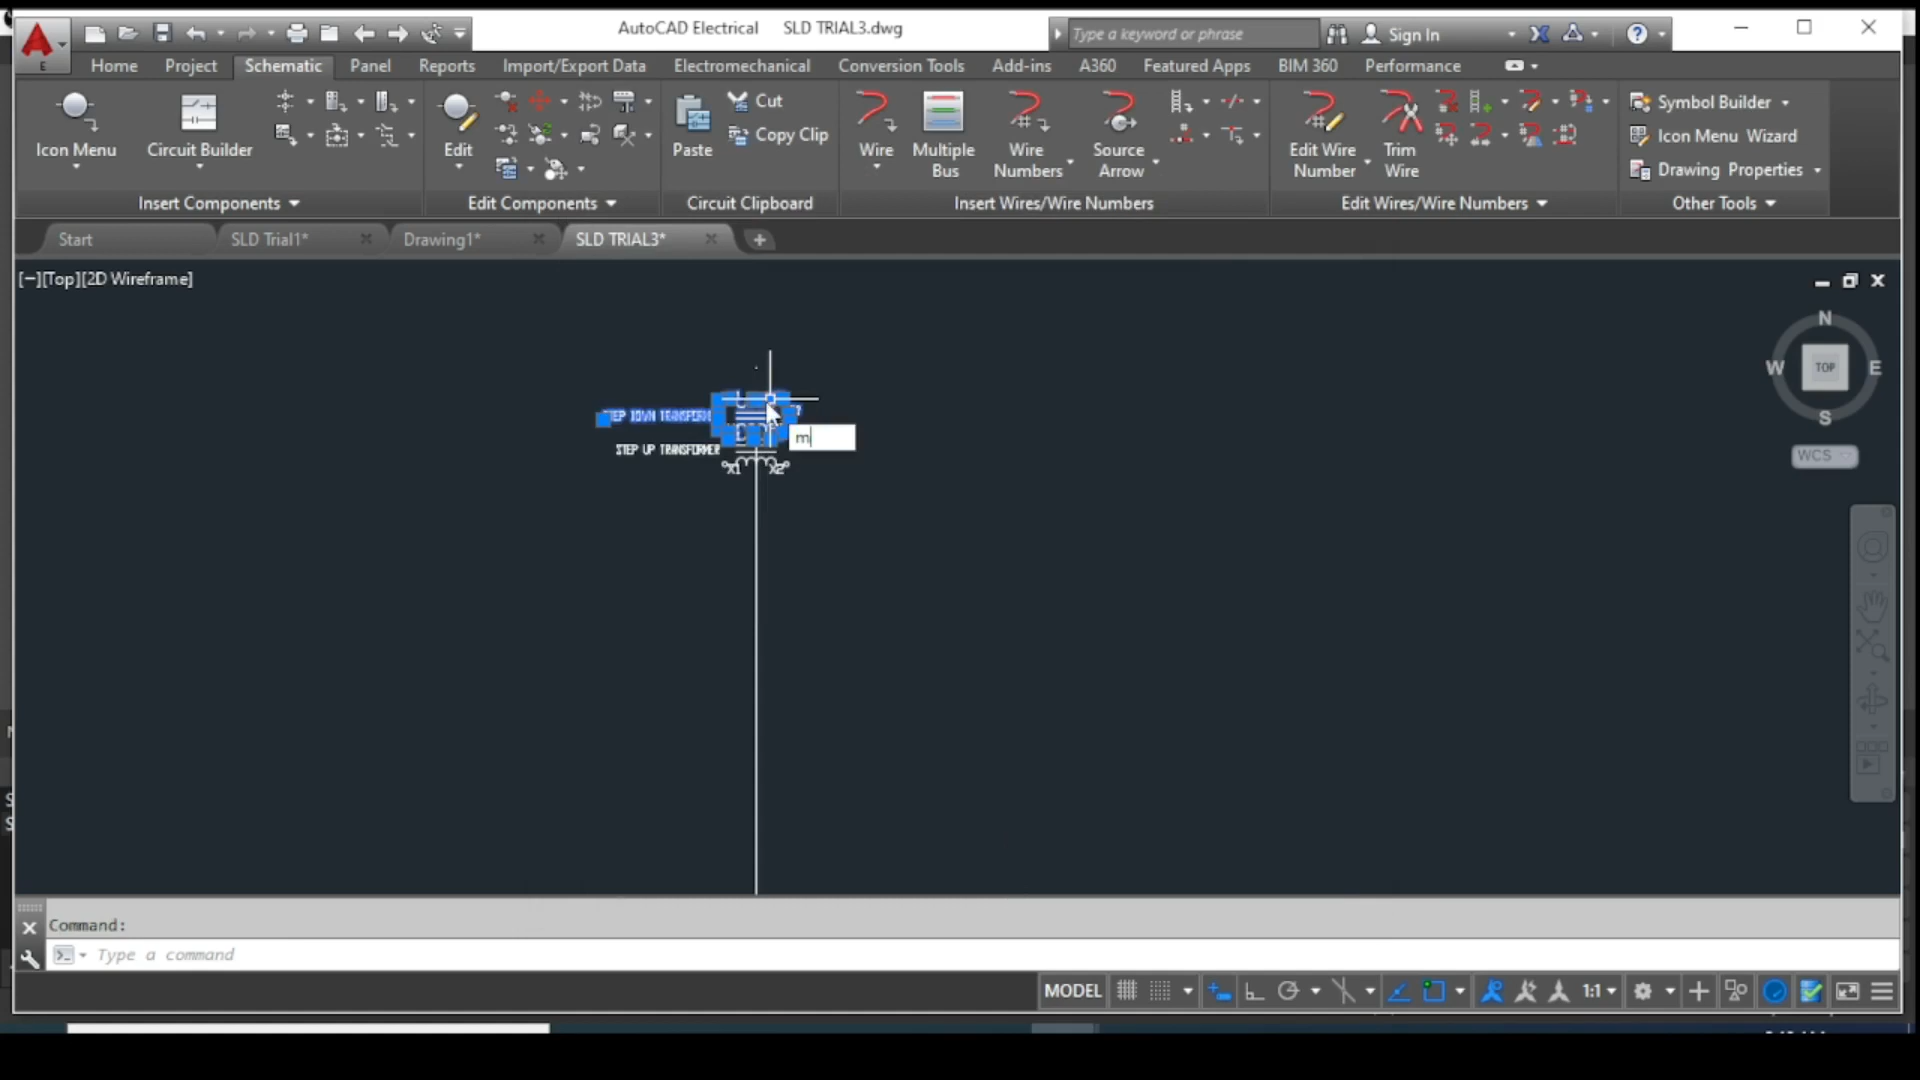 AutoCAD Electrical SLD TRIAL3.dwg
Type a keyword or phrase
Sign In
E
Home Project Schematic Panel Reports Import/Export Data Electromechanical Conversion Tools Add-ins A360 Featured Apps BIM 360 Performance
Icon Menu
Circuit Builder
Edit
Paste
Cut
Copy Clip
Wire
Multiple Bus
Wire Numbers
Source Arrow
Edit Wire Number
Trim Wire
Symbol Builder
Icon Menu Wizard
Drawing Properties
Insert Components Edit Components Circuit Clipboard Insert Wires/Wire Numbers Edit Wires/Wire Numbers Other Tools
Start SLD Trial1* Drawing1* SLD TRIAL3*
[−][Top][2D Wireframe]
N
W TOP E
S
WCS
m
STEP UP TRANSFORMER
X1 X2
Command:
Type a command
MODEL 1:1